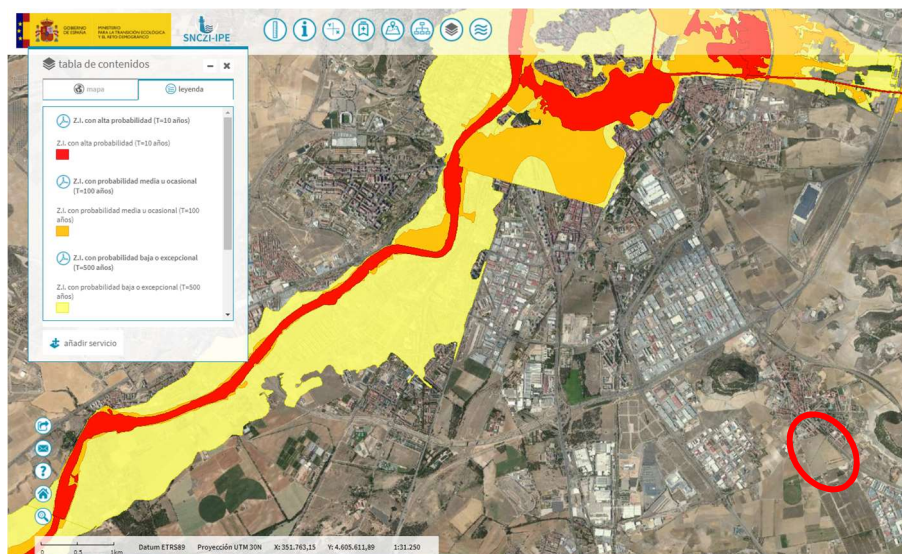 GOBIERNO
DE ESPAÑA
MINISTERIO
PARA LA TRANSICIÓN ECOLÓGICA
Y EL RETO DEMOGRÁFICO
SNCZI-IPE
tabla de contenidos
mapa
leyenda
Z.I. con alta probabilidad (T=10 años)
Z.I. con alta probabilidad (T=10 años)
Z.I. con probabilidad media u ocasional
(T=100 años)
Z.I. con probabilidad media u ocasional (T=100
años)
Z.I. con probabilidad baja o excepcional
(T=500 años)
Z.I. con probabilidad baja o excepcional (T=500
años)
añadir servicio
0 0.5 1km Datum ETRS89 Proyección UTM 30N X: 351.763,15 Y: 4.605.611,89 1:31.250